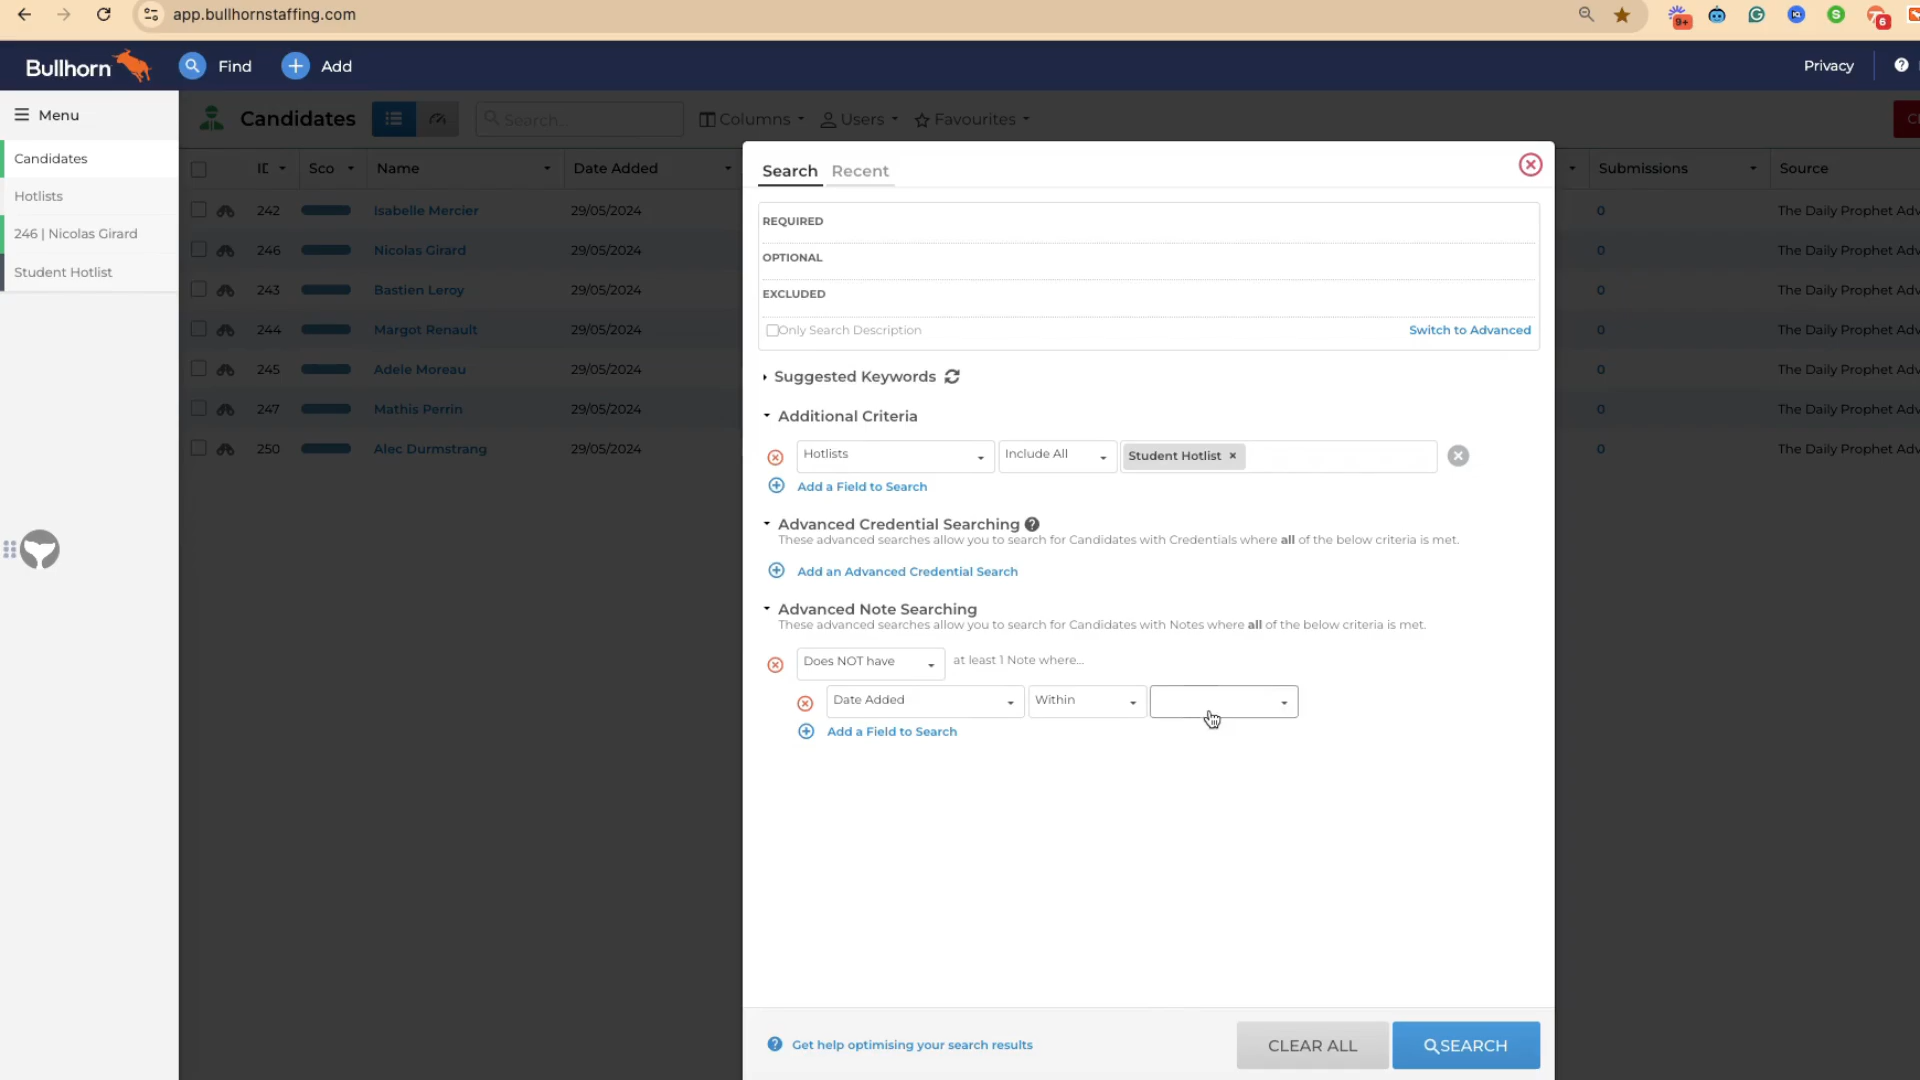 app.bullhornstaffing.com
9+
6
Bullhorn
Find
Add
Privacy
Menu
Candidates
Hotlists
246 | Nicolas Girard
Student Hotlist
Candidates
Search...
Columns
Users
Favourites
Sco
Name
Date Added
Submissions
Source
242
Isabelle Mercier
29/05/2024
0
The Daily Prophet Adv
246
Nicolas Girard
29/05/2024
0
The Daily Prophet Adv
243
Bastien Leroy
29/05/2024
0
The Daily Prophet Adv
244
Margot Renault
29/05/2024
0
The Daily Prophet Adv
245
Adele Moreau
29/05/2024
0
The Daily Prophet Adv
247
Mathis Perrin
29/05/2024
0
The Daily Prophet Adv
250
Alec Durmstrang
29/05/2024
0
The Daily Prophet Adv
Search
Recent
REQUIRED
OPTIONAL
EXCLUDED
Only Search Description
Switch to Advanced
Suggested Keywords
Additional Criteria
Hotlists
Include All
Student Hotlist ×
Add a Field to Search
Advanced Credential Searching ?
These advanced searches allow you to search for Candidates with Credentials where all of the below criteria is met.
Add an Advanced Credential Search
Advanced Note Searching
These advanced searches allow you to search for Candidates with Notes where all of the below criteria is met.
Does NOT have
at least 1 Note where...
Date Added
Within
Add a Field to Search
Get help optimising your search results
CLEAR ALL
SEARCH